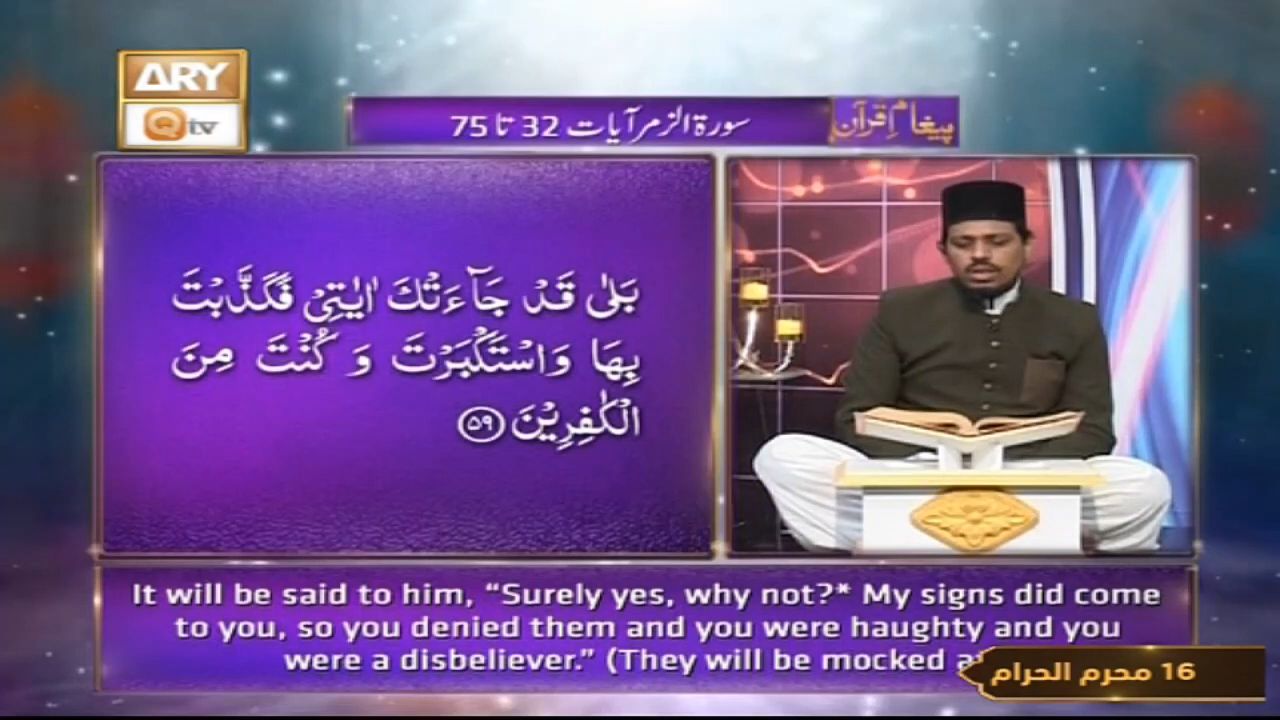 ARY
Qtv
پیغامِ قرآن
سورۃ الزمر آیات 32 تا 75
بَلٰی قَدْ جَآءَتْكَ اٰیٰتِیْ فَكَذَّبْتَ
بِهَا وَاسْتَكْبَرْتَ وَ كُنْتَ مِنَ
الْكٰفِرِیْنَ ۝۵۹
It will be said to him, “Surely yes, why not?* My signs did come
to you, so you denied them and you were haughty and you
were a disbeliever.” (They will be mocked
16 محرم الحرام